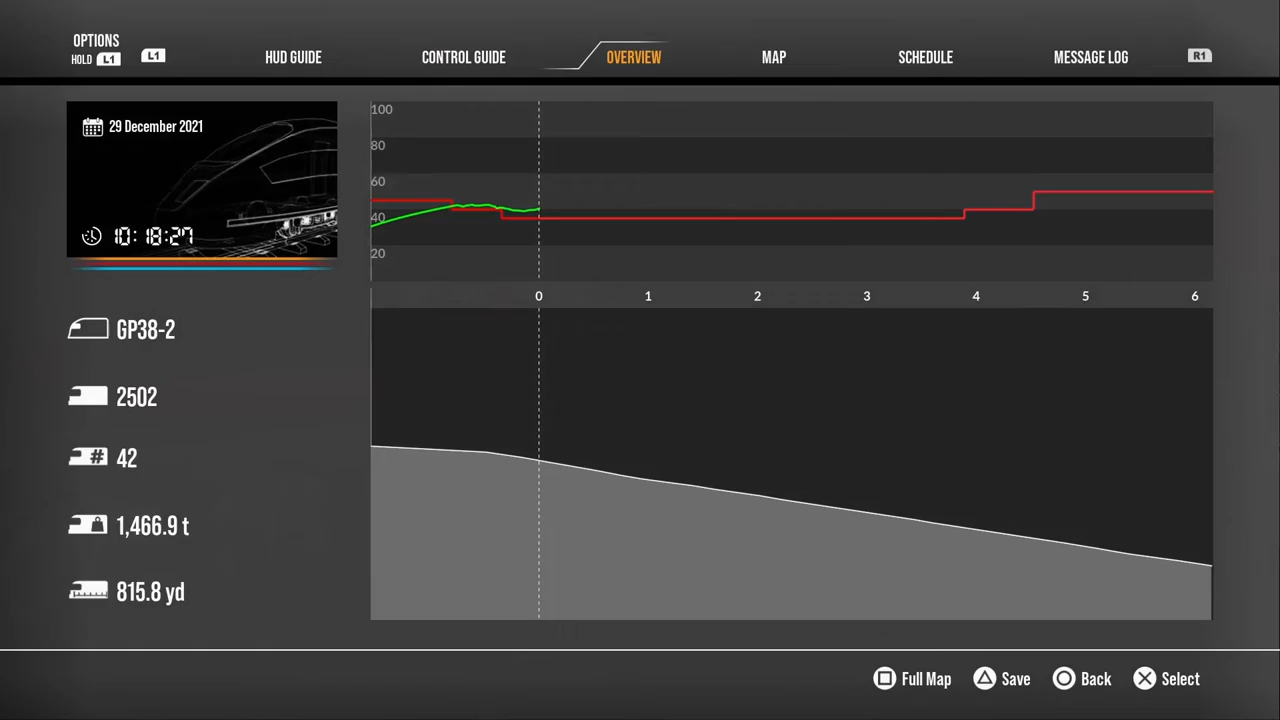 OPTIONS
HOLD L1
L1
HUD GUIDE
CONTROL GUIDE
OVERVIEW
MAP
SCHEDULE
MESSAGE LOG
R1
29 December 2021
10:18:27
GP38-2
2502
# 42
1,466.9 t
815.8 yd
100
80
60
40
20
0 1 2 3 4 5 6
Full Map
Save
Back
Select